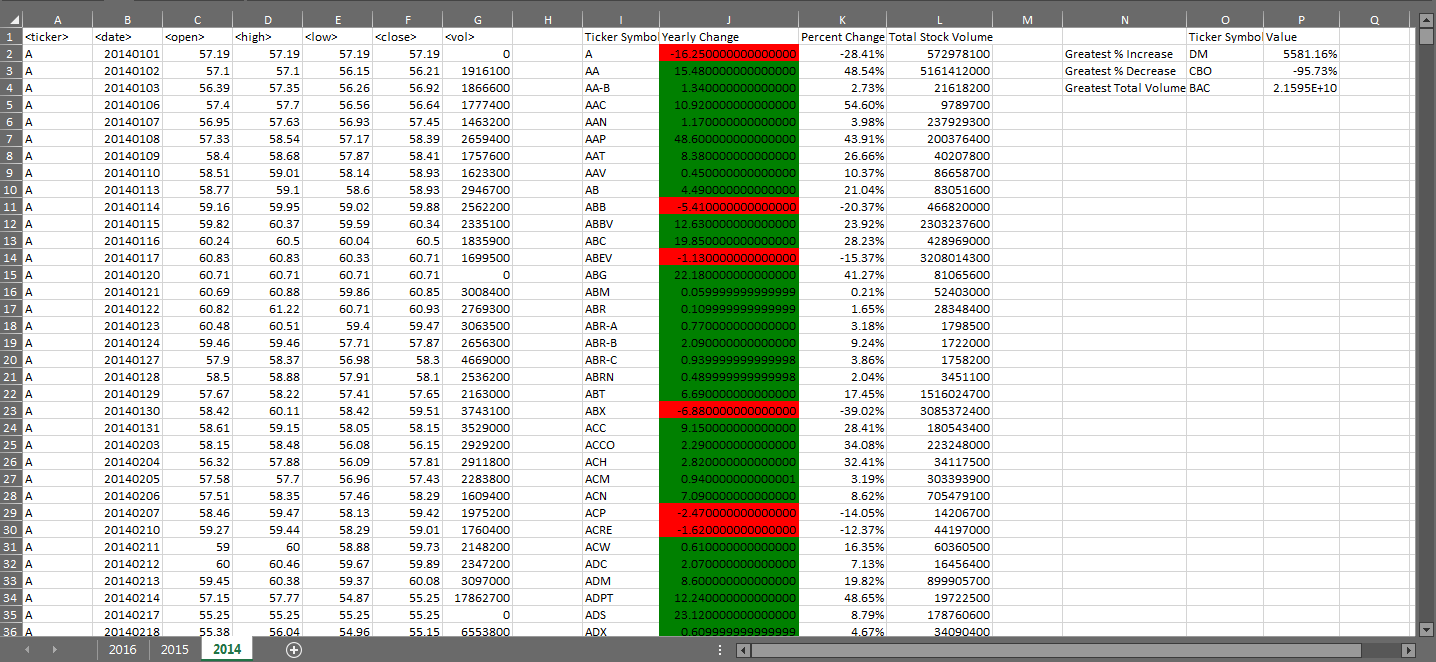 A B C D E F G H I J K L M N O P Q
1 <ticker> <date> <open> <high> <low> <close> <vol> Ticker Symbol Yearly Change Percent Change Total Stock Volume Ticker Symbol Value
2 A 20140101 57.19 57.19 57.19 57.19 0 A -16.250000000000000 -28.41% 572978100 Greatest % Increase DM 5581.16%
3 A 20140102 57.1 57.1 56.15 56.21 1916100 AA 15.480000000000000 48.54% 5161412000 Greatest % Decrease CBO -95.73%
4 A 20140103 56.39 57.35 56.26 56.92 1866600 AA-B 1.340000000000000 2.73% 21618200 Greatest Total Volume BAC 2.1595E+10
5 A 20140106 57.4 57.7 56.56 56.64 1777400 AAC 10.920000000000000 54.60% 9789700
6 A 20140107 56.95 57.63 56.93 57.45 1463200 AAN 1.170000000000000 3.98% 237929300
7 A 20140108 57.33 58.54 57.17 58.39 2659400 AAP 48.600000000000000 43.91% 200376400
8 A 20140109 58.4 58.68 57.87 58.41 1757600 AAT 8.380000000000000 26.66% 40207800
9 A 20140110 58.51 59.01 58.14 58.93 1623300 AAV 0.450000000000000 10.37% 86658700
10 A 20140113 58.77 59.1 58.6 58.93 2946700 AB 4.490000000000000 21.04% 83051600
11 A 20140114 59.16 59.95 59.02 59.88 2562200 ABB -5.410000000000000 -20.37% 466820000
12 A 20140115 59.82 60.37 59.59 60.34 2335100 ABBV 12.630000000000000 23.92% 2303237600
13 A 20140116 60.24 60.5 60.04 60.5 1835900 ABC 19.850000000000000 28.23% 428969000
14 A 20140117 60.83 60.83 60.33 60.71 1699500 ABEV -1.130000000000000 -15.37% 3208014300
15 A 20140120 60.71 60.71 60.71 60.71 0 ABG 22.180000000000000 41.27% 81065600
16 A 20140121 60.69 60.88 59.86 60.85 3008400 ABM 0.059999999999999 0.21% 52403000
17 A 20140122 60.82 61.22 60.71 60.93 2769300 ABR 0.109999999999999 1.65% 28348400
18 A 20140123 60.48 60.51 59.4 59.47 3063500 ABR-A 0.770000000000000 3.18% 1798500
19 A 20140124 59.46 59.46 57.71 57.87 2656300 ABR-B 2.090000000000000 9.24% 1722000
20 A 20140127 57.9 58.37 56.98 58.3 4669000 ABR-C 0.939999999999998 3.86% 1758200
21 A 20140128 58.5 58.88 57.91 58.1 2536200 ABRN 0.489999999999998 2.04% 3451100
22 A 20140129 57.67 58.22 57.41 57.65 2163000 ABT 6.690000000000000 17.45% 1516024700
23 A 20140130 58.42 60.11 58.42 59.51 3743100 ABX -6.880000000000000 -39.02% 3085372400
24 A 20140131 58.61 59.15 58.05 58.15 3529000 ACC 9.150000000000000 28.41% 180543400
25 A 20140203 58.15 58.48 56.08 56.15 2929200 ACCO 2.290000000000000 34.08% 223248000
26 A 20140204 56.32 57.88 56.09 57.81 2911800 ACH 2.820000000000000 32.41% 34117500
27 A 20140205 57.58 57.7 56.96 57.43 2283800 ACM 0.940000000000001 3.19% 303393900
28 A 20140206 57.51 58.35 57.46 58.29 1609400 ACN 7.090000000000000 8.62% 705479100
29 A 20140207 58.46 59.47 58.13 59.42 1975200 ACP -2.470000000000000 -14.05% 14206700
30 A 20140210 59.27 59.44 58.29 59.01 1760400 ACRE -1.620000000000000 -12.37% 44197000
31 A 20140211 59 60 58.88 59.73 2148200 ACW 0.610000000000000 16.35% 60360500
32 A 20140212 60 60.46 59.67 59.89 2347200 ADC 2.070000000000000 7.13% 16456400
33 A 20140213 59.45 60.38 59.37 60.08 3097000 ADM 8.600000000000000 19.82% 899905700
34 A 20140214 57.15 57.77 54.87 55.25 17862700 ADPT 12.240000000000000 48.65% 19722500
35 A 20140217 55.25 55.25 55.25 55.25 0 ADS 23.120000000000000 8.79% 178760600
36 A 20140218 55.38 56.04 54.96 55.15 6553800 ADX 0.609999999999999 4.67% 34090400
2016 2015 2014